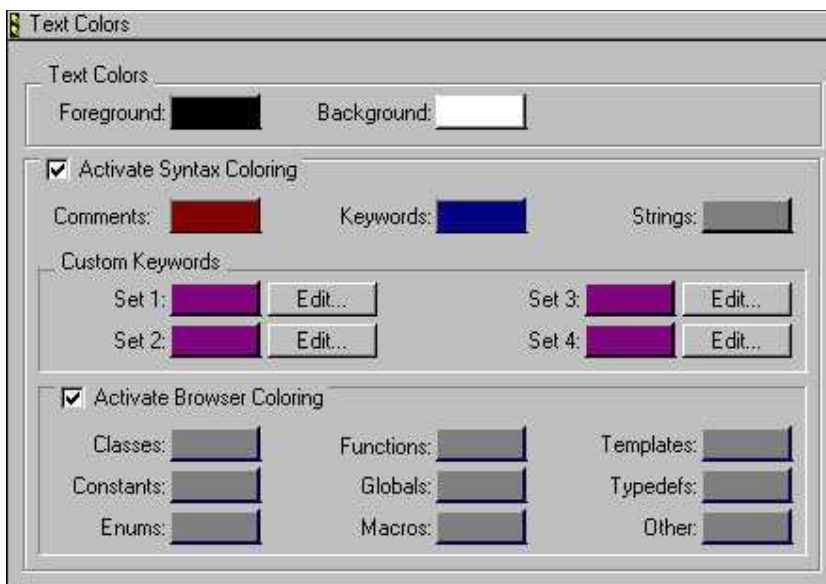 Text Colors
Text Colors
Foreground: Background:
Activate Syntax Coloring
Comments: Keywords: Strings:
Custom Keywords
Set 1: Edit... Set 3: Edit...
Set 2: Edit... Set 4: Edit...
Activate Browser Coloring
Classes: Functions: Templates:
Constants: Globals: Typedefs:
Enums: Macros: Other: